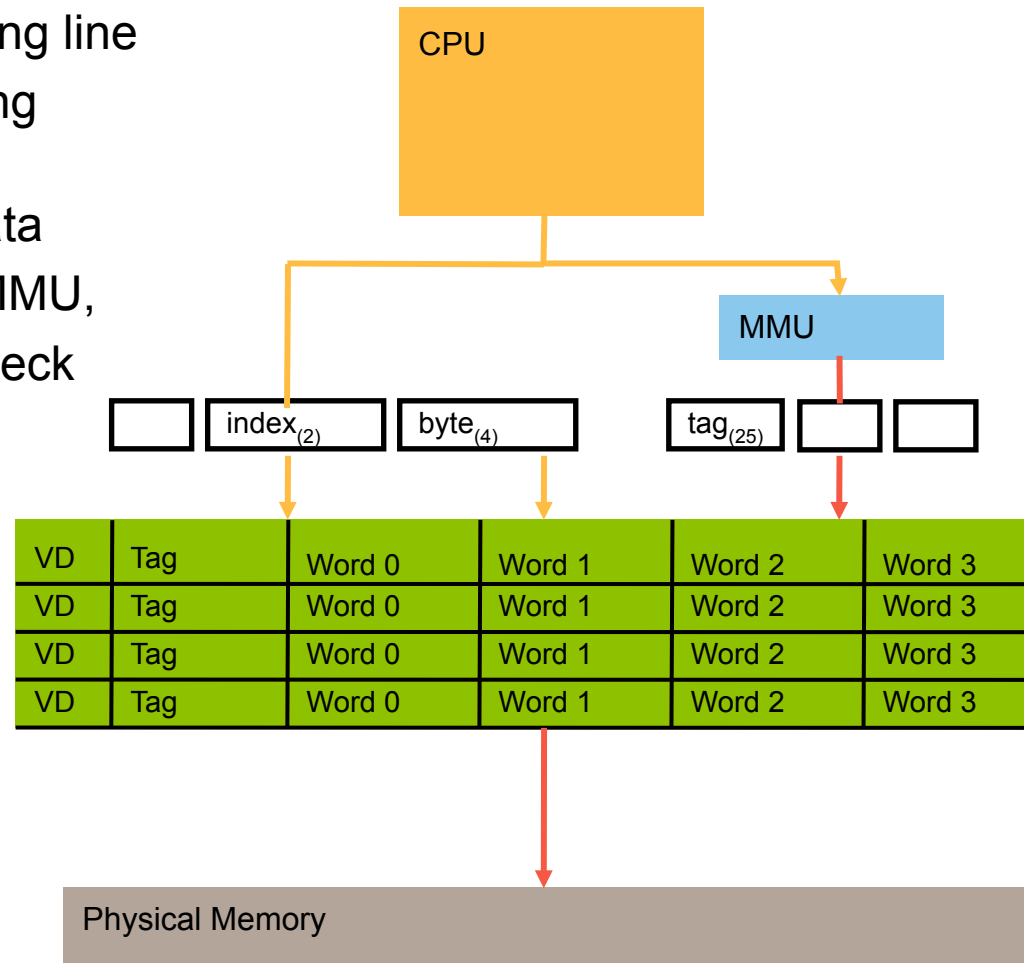 ng line
CPU
ng
ata
MMU,
MMU
eck
index(2) byte(4) tag(25)
VD Tag Word 0 Word 1 Word 2 Word 3
VD Tag Word 0 Word 1 Word 2 Word 3
VD Tag Word 0 Word 1 Word 2 Word 3
VD Tag Word 0 Word 1 Word 2 Word 3
Physical Memory